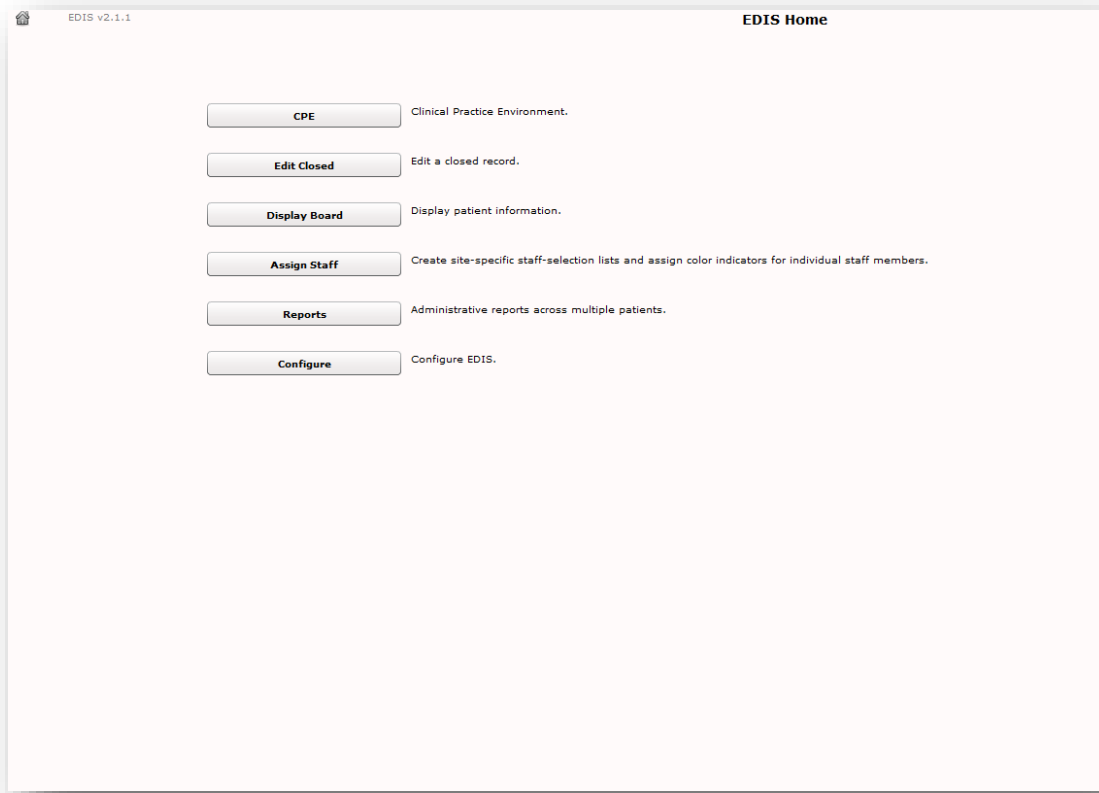 EDIS v2.1.1
EDIS Home
CPE
Clinical Practice Environment.
Edit Closed
Edit a closed record.
Display Board
Display patient information.
Assign Staff
Create site-specific staff-selection lists and assign color indicators for individual staff members.
Reports
Administrative reports across multiple patients.
Configure
Configure EDIS.